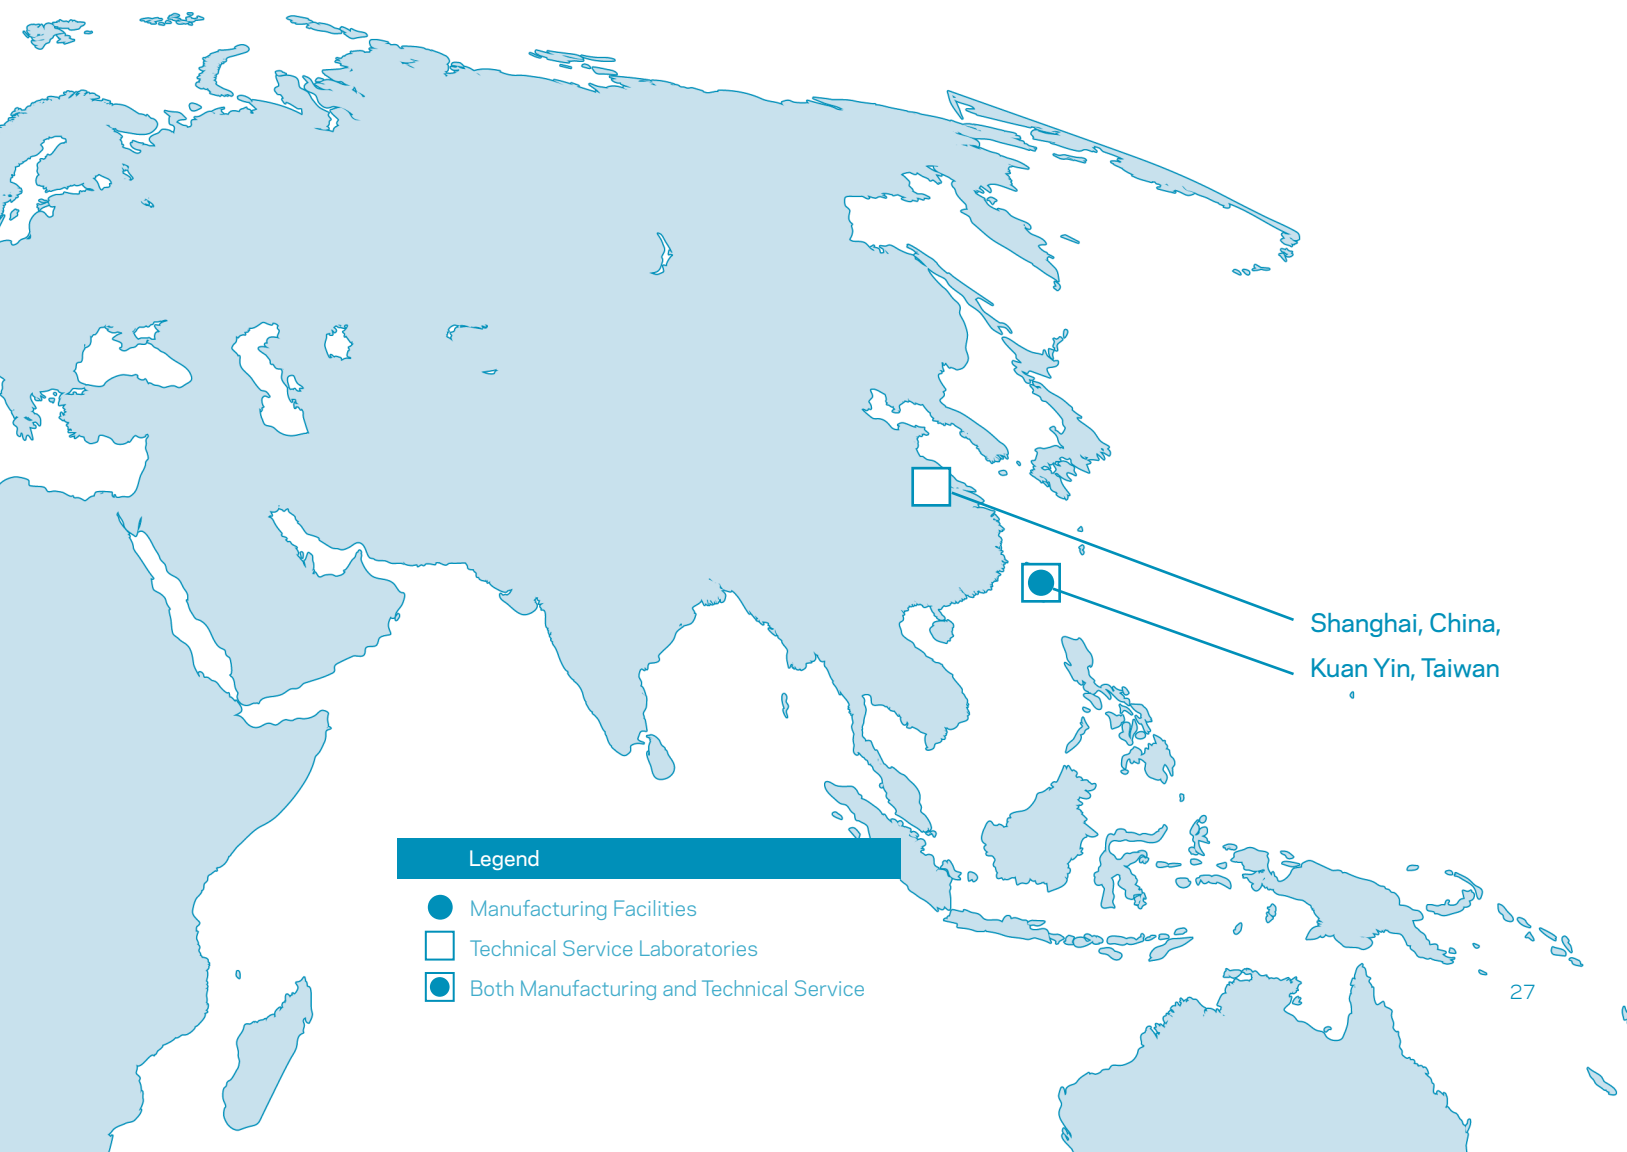 Shanghai, China,
Kuan Yin, Taiwan
Legend
Manufacturing Facilities
Technical Service Laboratories
Both Manufacturing and Technical Service
27